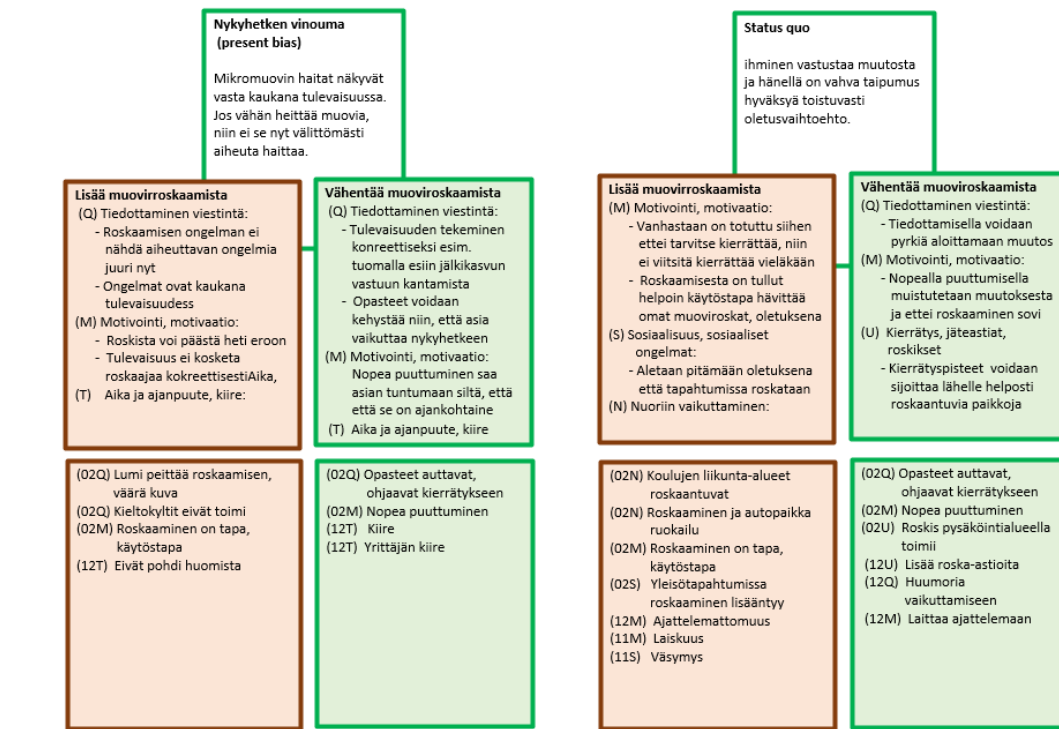 Nykyhetken vinouma
(present bias)
Mikromuovin haitat näkyvät
vasta kaukana tulevaisuussa.
Jos vähän heittää muovia,
niin ei se nyt välittömästi
aiheuta haittaa.
Lisää muovirroskaamista
(Q) Tiedottaminen viestintä:
- Roskaamisen ongelman ei
nähdä aiheuttavan ongelmia
juuri nyt
- Ongelmat ovat kaukana
tulevaisuudess
(M) Motivointi, motivaatio:
- Roskista voi päästä heti eroon
- Tulevaisuus ei kosketa
roskaajaa kokreettisestiAika,
(T) Aika ja ajanpuute, kiire:
Vähentää muoviroskaamista
(Q) Tiedottaminen viestintä:
- Tulevaisuuden tekeminen
konreettiseksi esim.
tuomalla esiin jälkikasvun
vastuun kantamista
- Opasteet voidaan
kehystää niin, että asia
vaikuttaa nykyhetkeen
(M) Motivointi, motivaatio:
Nopea puuttuminen saa
asian tuntumaan siltä, että
että se on ajankohtaine
(T) Aika ja ajanpuute, kiire
(02Q) Lumi peittää roskaamisen,
väärä kuva
(02Q) Kieltokyltit eivät toimi
(02M) Roskaaminen on tapa,
käytöstapa
(12T) Eivät pohdi huomista
(02Q) Opasteet auttavat,
ohjaavat kierrätykseen
(02M) Nopea puuttuminen
(12T) Kiire
(12T) Yrittäjän kiire
Status quo
ihminen vastustaa muutosta
ja hänellä on vahva taipumus
hyväksyä toistuvasti
oletusvaihtoehto.
Lisää muovirroskaamista
(M) Motivointi, motivaatio:
- Vanhastaan on totuttu siihen
ettei tarvitse kierrättää, niin
ei viitsitä kierrättää vieläkään
- Roskaamisesta on tullut
helpoin käytöstapa hävittää
omat muoviroskat, oletuksena
(S) Sosiaalisuus, sosiaaliset
ongelmat:
- Aletaan pitämään oletuksena
että tapahtumissa roskataan
(N) Nuoriin vaikuttaminen:
Vähentää muoviroskaamista
(Q) Tiedottaminen viestintä:
- Tiedottamisella voidaan
pyrkiä aloittamaan muutos
(M) Motivointi, motivaatio:
- Nopealla puuttumisella
muistutetaan muutoksesta
ja ettei roskaaminen sovi
(U) Kierrätys, jäteastiat,
roskikset
- Kierrätyspisteet voidaan
sijoittaa lähelle helposti
roskaantuvia paikkoja
(02N) Koulujen liikunta-alueet
roskaantuvat
(02N) Roskaaminen ja autopaikka
ruokailu
(02M) Roskaaminen on tapa,
käytöstapa
(02S) Yleisötapahtumissa
roskaaminen lisääntyy
(12M) Ajattelemattomuus
(11M) Laiskuus
(11S) Väsymys
(02Q) Opasteet auttavat,
ohjaavat kierrätykseen
(02M) Nopea puuttuminen
(02U) Roskis pysäköintialueella
toimii
(12U) Lisää roska-astioita
(12Q) Huumoria
vaikuttamiseen
(12M) Laittaa ajattelemaan